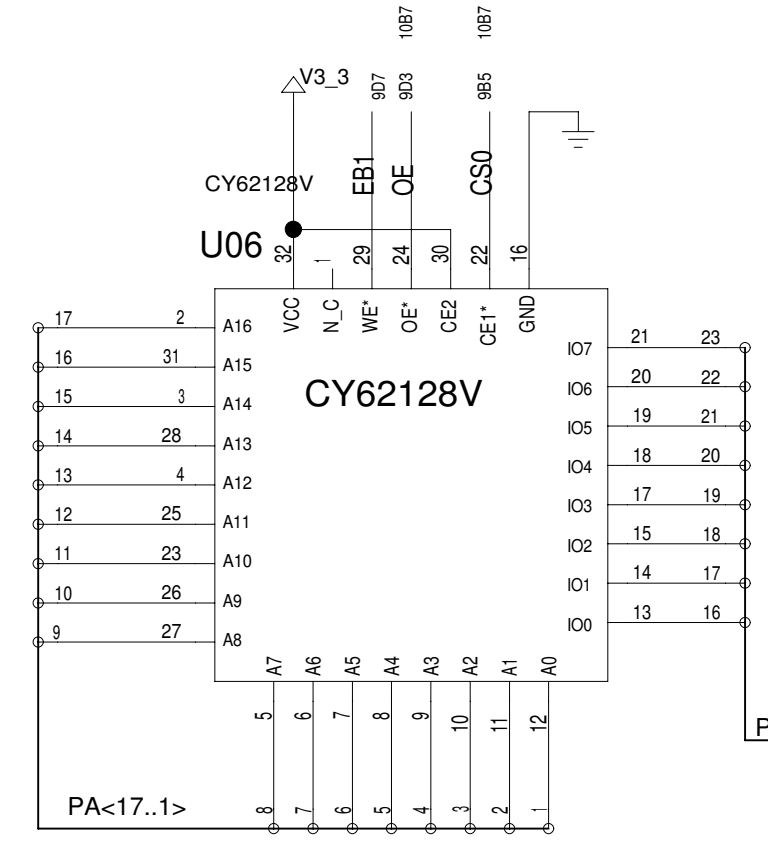 10B7 10B7
V3_3 9D7 9D3 9B5
CY62128V EB1 OE CS0
U06 32 1 29 24 30 22 16
VCC N_C WE* OE* CE2 CE1* GND
CY62128V
17 2 A16
16 31 A15
15 3 A14
14 28 A13
13 4 A12
12 25 A11
11 23 A10
10 26 A9
9 27 A8
IO7 21 23
IO6 20 22
IO5 19 21
IO4 18 20
IO3 17 19
IO2 15 18
IO1 14 17
IO0 13 16
A7 A6 A5 A4 A3 A2 A1 A0
5 6 7 8 9 10 11 12
P
PA<17..1> 8 7 6 5 4 3 2 1